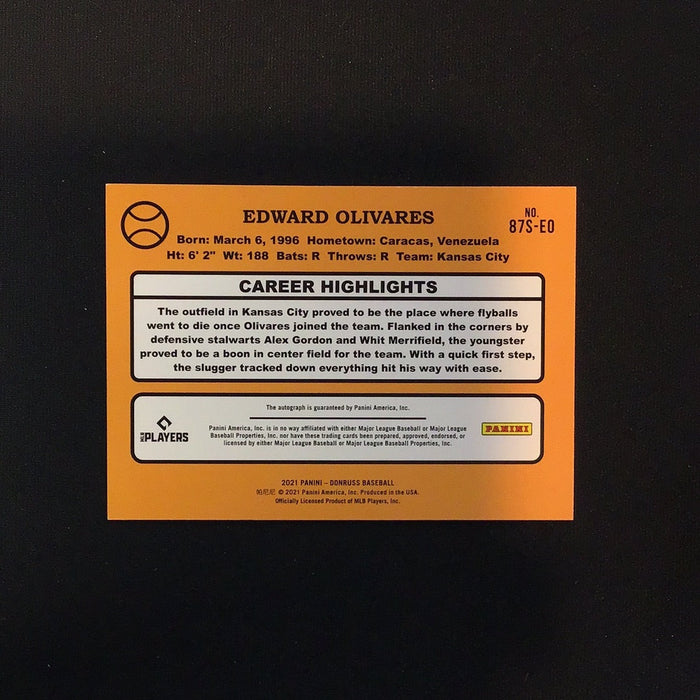 EDWARD OLIVARES
NO.
87S-EO
Born: March 6, 1996 Hometown: Caracas, Venezuela
Ht: 6' 2" Wt: 188 Bats: R Throws: R Team: Kansas City
CAREER HIGHLIGHTS
The outfield in Kansas City proved to be the place where flyballs
went to die once Olivares joined the team. Flanked in the corners by
defensive stalwarts Alex Gordon and Whit Merrifield, the youngster
proved to be a boon in center field for the team. With a quick first step,
the slugger tracked down everything hit his way with ease.
The autograph is guaranteed by Panini America, Inc.
MLB PLAYERS
Panini America, Inc. is in no way affiliated with either Major League Baseball or Major League
Baseball Properties, Inc. nor have these trading cards been prepared, approved, endorsed, or
licensed by either Major League Baseball or Major League Baseball Properties, Inc.
PANINI
2021 PANINI – DONRUSS BASEBALL
帕尼尼 © 2021 Panini America, Inc. Produced in the USA.
Officially Licensed Product of MLB Players, Inc.